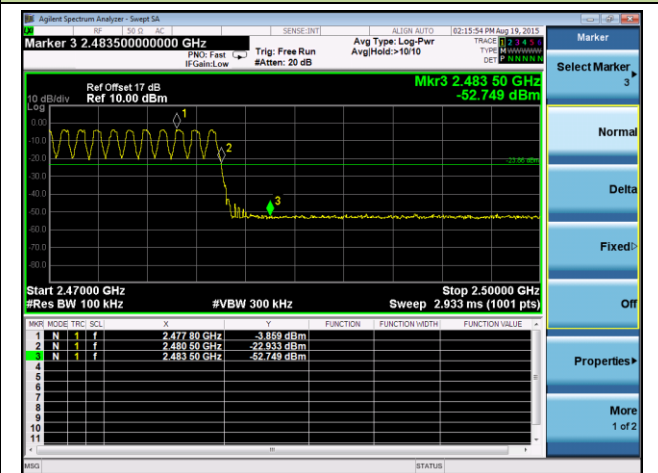 Agilent Spectrum Analyzer - Swept SA
RF 50 Ω AC SENSE:INT ALIGN AUTO 02:15:54 PM Aug 19, 2015
Marker 3 2.483500000000 GHz
PNO: Fast
IFGain:Low
Trig: Free Run
#Atten: 20 dB
Avg Type: Log-Pwr
Avg|Hold:>10/10
TRACE 1 2 3 4 5 6
TYPE M W W W W W
DET P N N N N N
Mkr3 2.483 50 GHz
-52.749 dBm
Ref Offset 17 dB
Ref 10.00 dBm
10 dB/div
Log
0.00
-10.0
-20.0
-30.0
-40.0
-50.0
-60.0
-70.0
-80.0
1
2
3
Start 2.47000 GHz
Stop 2.50000 GHz
#Res BW 100 kHz
#VBW 300 kHz
Sweep 2.933 ms (1001 pts)
MKR MODE TRC SCL X Y FUNCTION FUNCTION WIDTH FUNCTION VALUE
1 N 1 f 2.477 80 GHz -3.859 dBm
2 N 1 f 2.480 50 GHz -22.933 dBm
3 N 1 f 2.483 50 GHz -52.749 dBm
4
5
6
7
8
9
10
11
MSG
STATUS
Marker
Select Marker
3
Normal
Delta
Fixed
Off
Properties
More
1 of 2